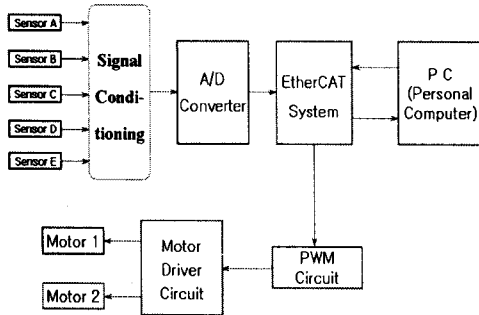 Sensor A
Sensor B
Sensor C
Sensor D
Sensor E
Signal
Condi-
tioning
A/D
Converter
EtherCAT
System
P C
(Personal
Computer)
Motor 1
Motor 2
Motor
Driver
Circuit
PWM
Circuit